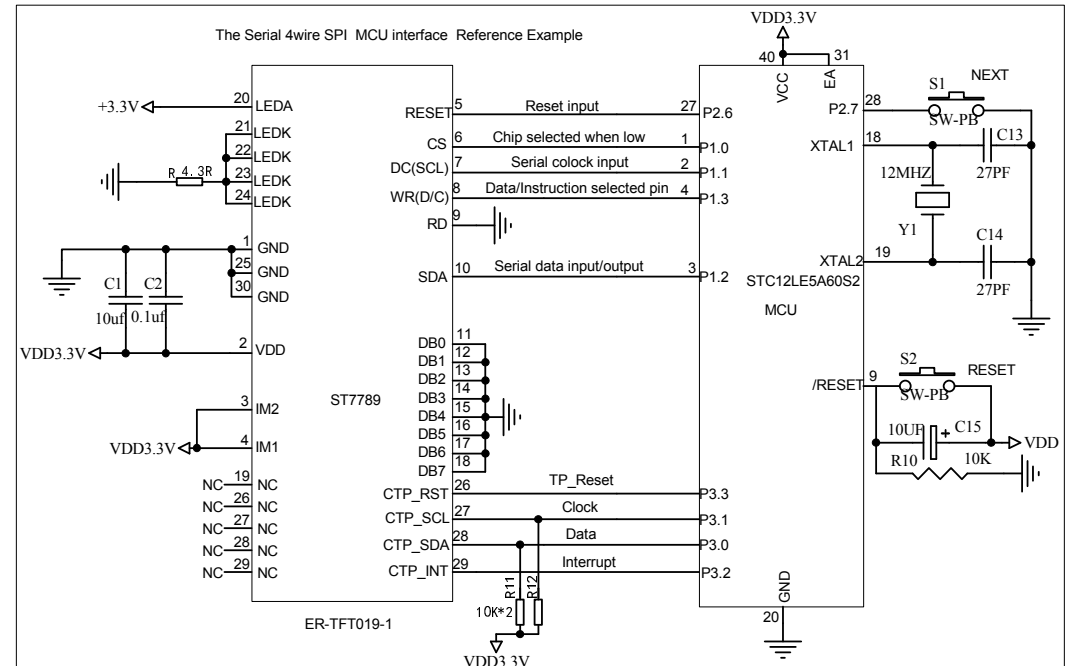 The Serial 4wire SPI  MCU interface  Reference Example
VDD3.3V
40
31
VCC
EA
+3.3V
20
LEDA
21
LEDK
22
LEDK
23
LEDK
24
LEDK
R 4.3R
1
GND
25
GND
30
GND
C1
C2
10uf
0.1uf
VDD3.3V
2
VDD
3
IM2
VDD3.3V
4
IM1
NC
19
NC
NC
26
NC
NC
27
NC
NC
28
NC
NC
29
NC
ST7789
ER-TFT019-1
RESET
5
Reset input
27
P2.6
CS
6
Chip selected when low
1
P1.0
DC(SCL)
7
Serial colock input
2
P1.1
WR(D/C)
8
Data/Instruction selected pin
4
P1.3
RD
9
SDA
10
Serial data input/output
3
P1.2
DB0
11
DB1
12
DB2
13
DB3
14
DB4
15
DB5
16
DB6
17
DB7
18
CTP_RST
26
TP_Reset
P3.3
CTP_SCL
27
Clock
P3.1
CTP_SDA
28
Data
P3.0
CTP_INT
29
Interrupt
P3.2
R11
R12
10K*2
VDD3.3V
STC12LE5A60S2
MCU
P2.7
28
S1
NEXT
SW-PB
XTAL1
18
C13
27PF
12MHZ
Y1
XTAL2
19
C14
27PF
/RESET
9
S2
RESET
SW-PB
10UF
+
C15
VDD
R10
10K
GND
20